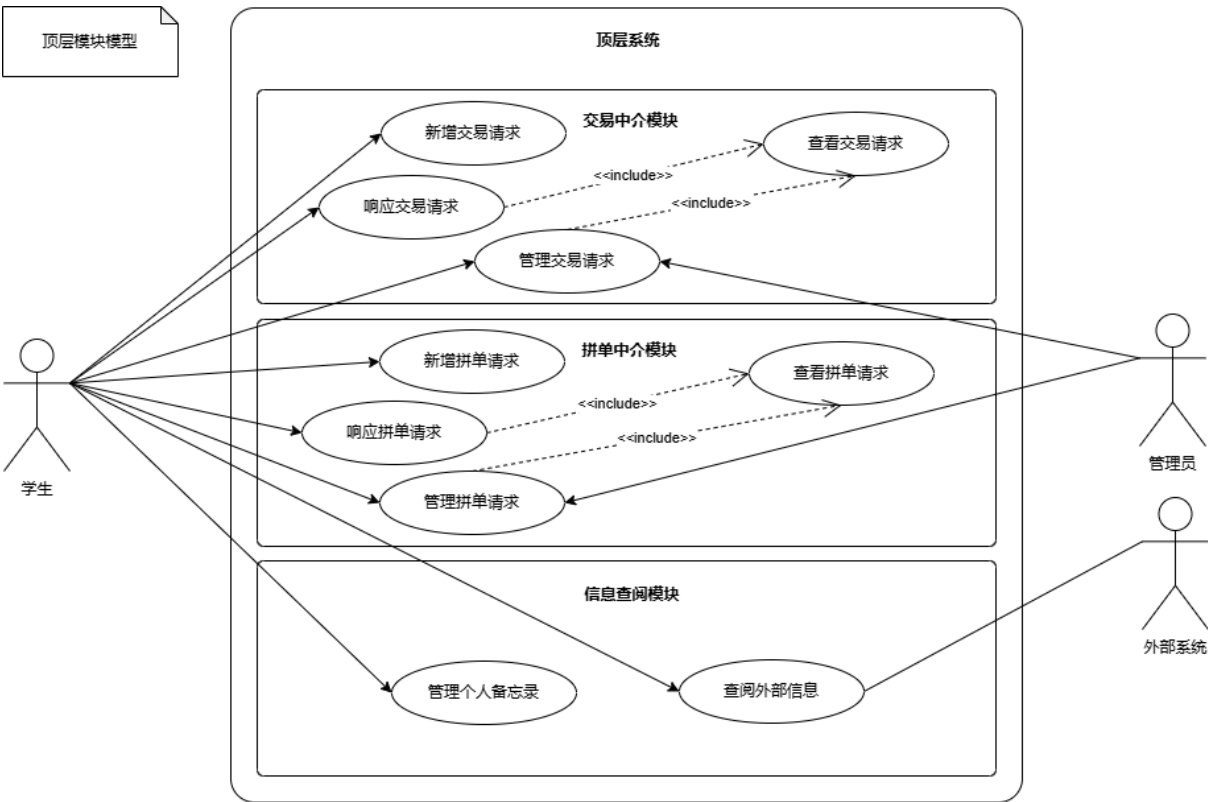 顶层模块模型
顶层系统
交易中介模块
新增交易请求
查看交易请求
<<include>>
响应交易请求
<<include>>
管理交易请求
拼单中介模块
新增拼单请求
查看拼单请求
<<include>>
响应拼单请求
<<include>>
管理拼单请求
学生
管理员
信息查阅模块
外部系统
管理个人备忘录
查阅外部信息